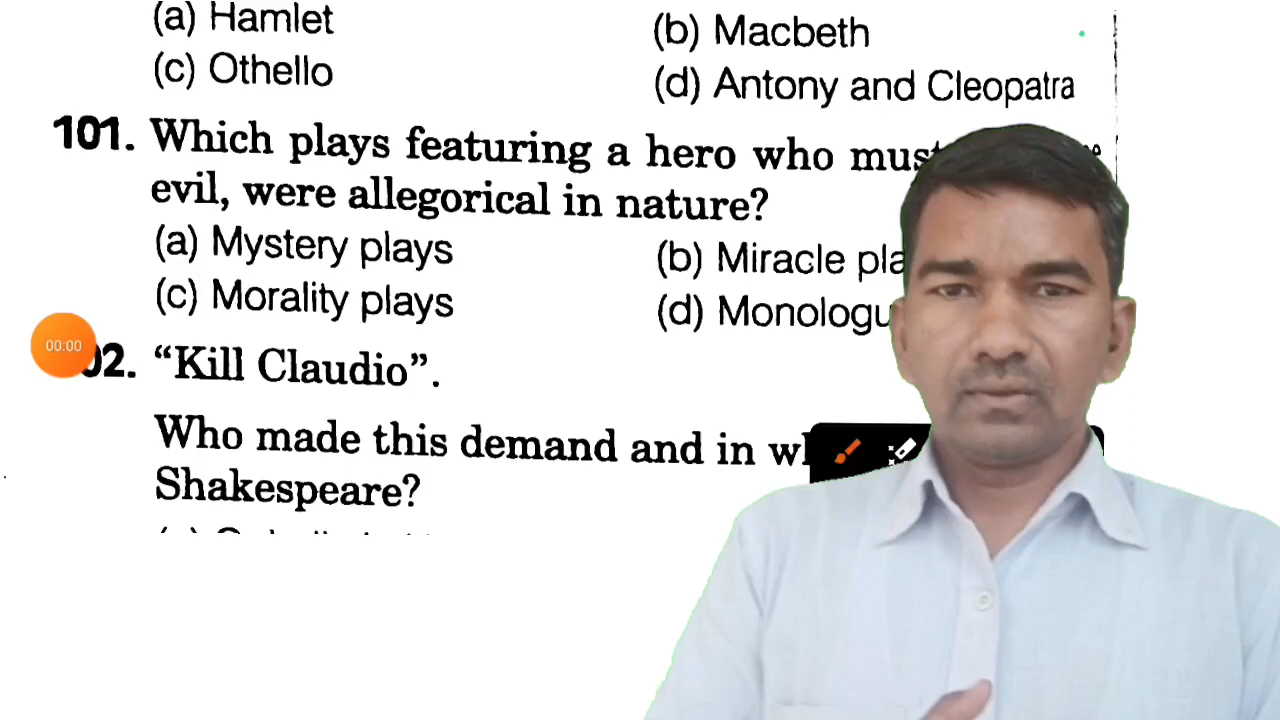 (a) Hamlet (b) Macbeth
(c) Othello (d) Antony and Cleopatra
101. Which plays featuring a hero who must
evil, were allegorical in nature?
(a) Mystery plays (b) Miracle
(c) Morality plays (d)
00:00
"Kill Claudio".
Who made this demand and in
Shakespeare?